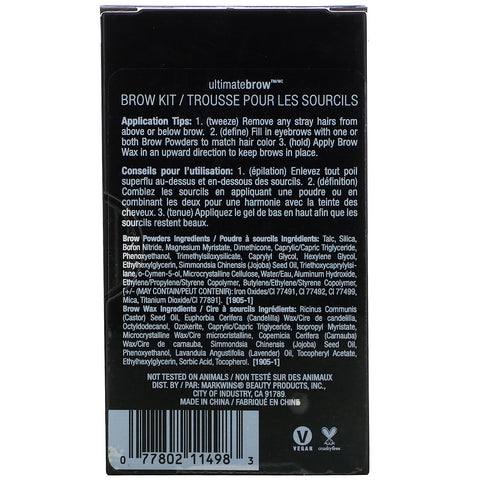 ultimatebrow™/MC
BROW KIT / TROUSSE POUR LES SOURCILS
Application Tips: 1. (tweeze) Remove any stray hairs from
above or below brow. 2. (define) Fill in eyebrows with one or
both Brow Powders to match hair color 3. (hold) Apply Brow
Wax in an upward direction to keep brows in place.
Conseils pour l'utilisation: 1. (épilation) Enlevez tout poil
superflu au-dessus et en-dessous des sourcils. 2. (définition)
Comblez les sourcils en appliquant une poudre ou en
combinant les deux pour une harmonie avec la teinte des
cheveux. 3. (tenue) Appliquez le gel de bas en haut afin que les
sourcils restent beaux.
Brow Powders Ingredients / Poudre à sourcils Ingrédients: Talc, Silica,
Boron Nitride, Magnesium Myristate, Dimethicone, Caprylic/Capric Triglyceride,
Phenoxyethanol, Trimethylsiloxysilicate, Caprylyl Glycol, Hexylene Glycol,
Ethylhexylglycerin, Simmondsia Chinensis (Jojoba) Seed Oil, Triethoxycaprylyl-
silane, o-Cymen-5-ol, Microcrystalline Cellulose, Water/Eau, Aluminum Hydroxide,
Ethylene/Propylene/Styrene Copolymer, Butylene/Ethylene/Styrene Copolymer,
[+/- (MAY CONTAIN/PEUT CONTENIR): Iron Oxides/CI 77491, CI 77492, CI 77499,
Mica, Titanium Dioxide/CI 77891]. [1905-1]
Brow Wax Ingredients / Cire à sourcils Ingrédients: Ricinus Communis
(Castor) Seed Oil, Euphorbia Cerifera (Candelilla) Wax/Cire de candelilla,
Octyldodecanol, Ozokerite, Caprylic/Capric Triglyceride, Isopropyl Myristate,
Microcrystalline Wax/Cire microcristalline, Copernicia Cerifera (Carnauba)
Wax/Cire de carnauba, Simmondsia Chinensis (Jojoba) Seed Oil,
Phenoxyethanol, Lavandula Angustifolia (Lavender) Oil, Tocopheryl Acetate,
Ethylhexylglycerin, Sorbic Acid, Tocopherol. [1905-1]
NOT TESTED ON ANIMALS / NON TESTÉ SUR DES ANIMAUX
DIST. BY / PAR: MARKWINS® BEAUTY PRODUCTS, INC.,
CITY OF INDUSTRY, CA 91789.
MADE IN CHINA / FABRIQUÉ EN CHINE
V
VEGAN
crueltyfree
0 77802 11498 3